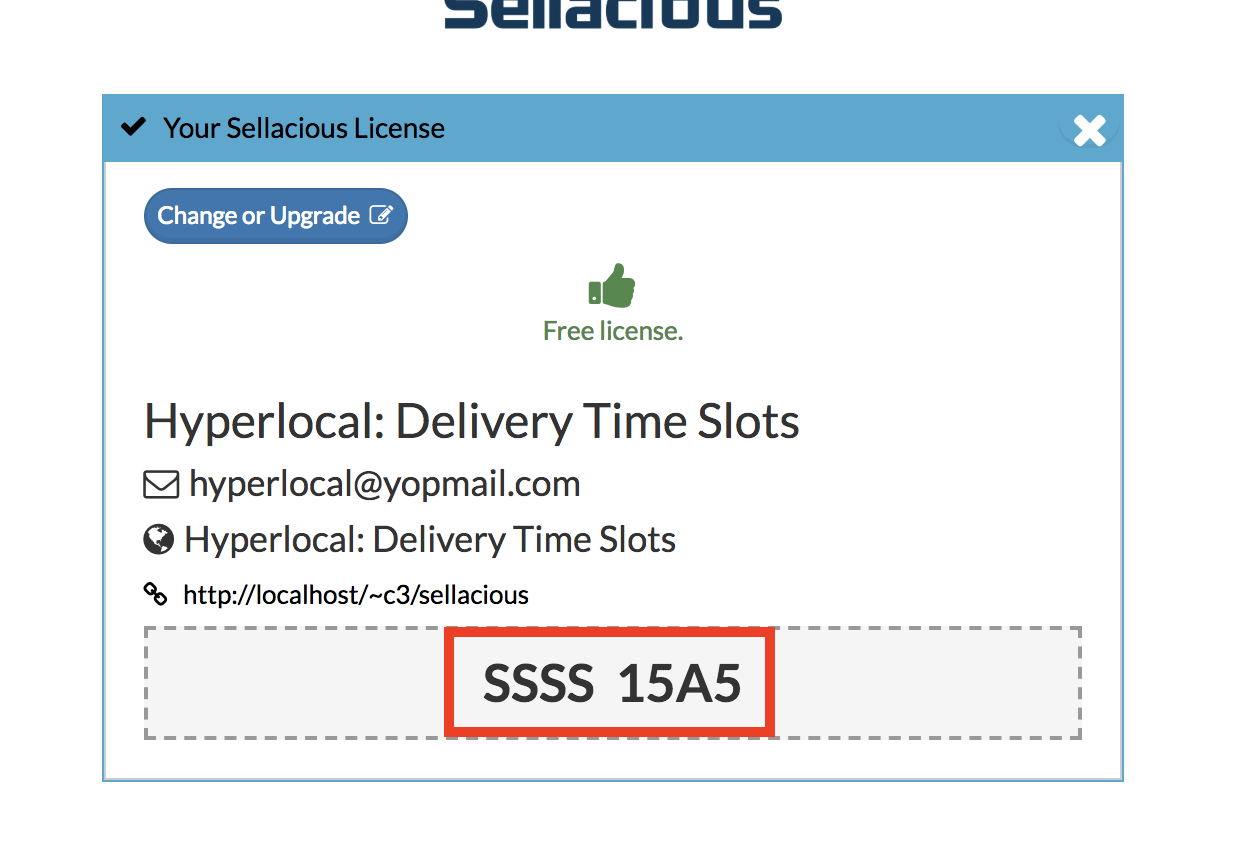 Sellacious
Your Sellacious License
Change or Upgrade
Free license.
Hyperlocal: Delivery Time Slots
hyperlocal@yopmail.com
Hyperlocal: Delivery Time Slots
http://localhost/~c3/sellacious
SSSS 15A5